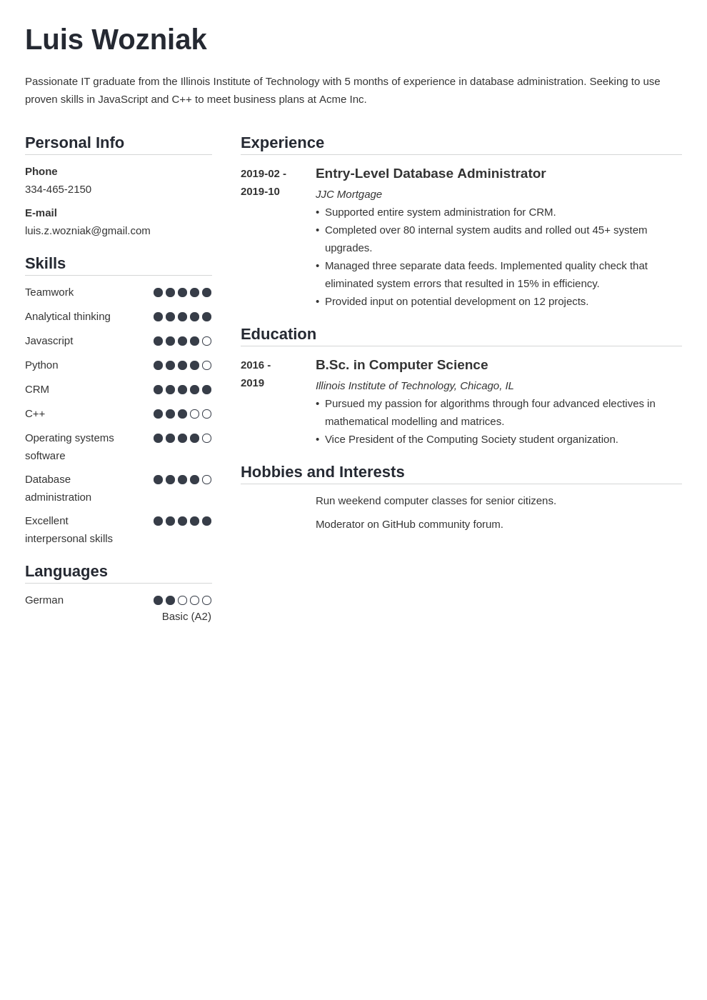 Luis Wozniak
Passionate IT graduate from the Illinois Institute of Technology with 5 months of experience in database administration. Seeking to use
proven skills in JavaScript and C++ to meet business plans at Acme Inc.
Personal Info
Phone
334-465-2150
E-mail
luis.z.wozniak@gmail.com
Skills
Teamwork
Analytical thinking
Javascript
Python
CRM
C++
Operating systems
software
Database
administration
Excellent
interpersonal skills
Languages
German
Basic (A2)
Experience
2019-02 -
2019-10
Entry-Level Database Administrator
JJC Mortgage
• Supported entire system administration for CRM.
• Completed over 80 internal system audits and rolled out 45+ system
upgrades.
• Managed three separate data feeds. Implemented quality check that
eliminated system errors that resulted in 15% in efficiency.
• Provided input on potential development on 12 projects.
Education
2016 -
2019
B.Sc. in Computer Science
Illinois Institute of Technology, Chicago, IL
• Pursued my passion for algorithms through four advanced electives in
mathematical modelling and matrices.
• Vice President of the Computing Society student organization.
Hobbies and Interests
Run weekend computer classes for senior citizens.
Moderator on GitHub community forum.